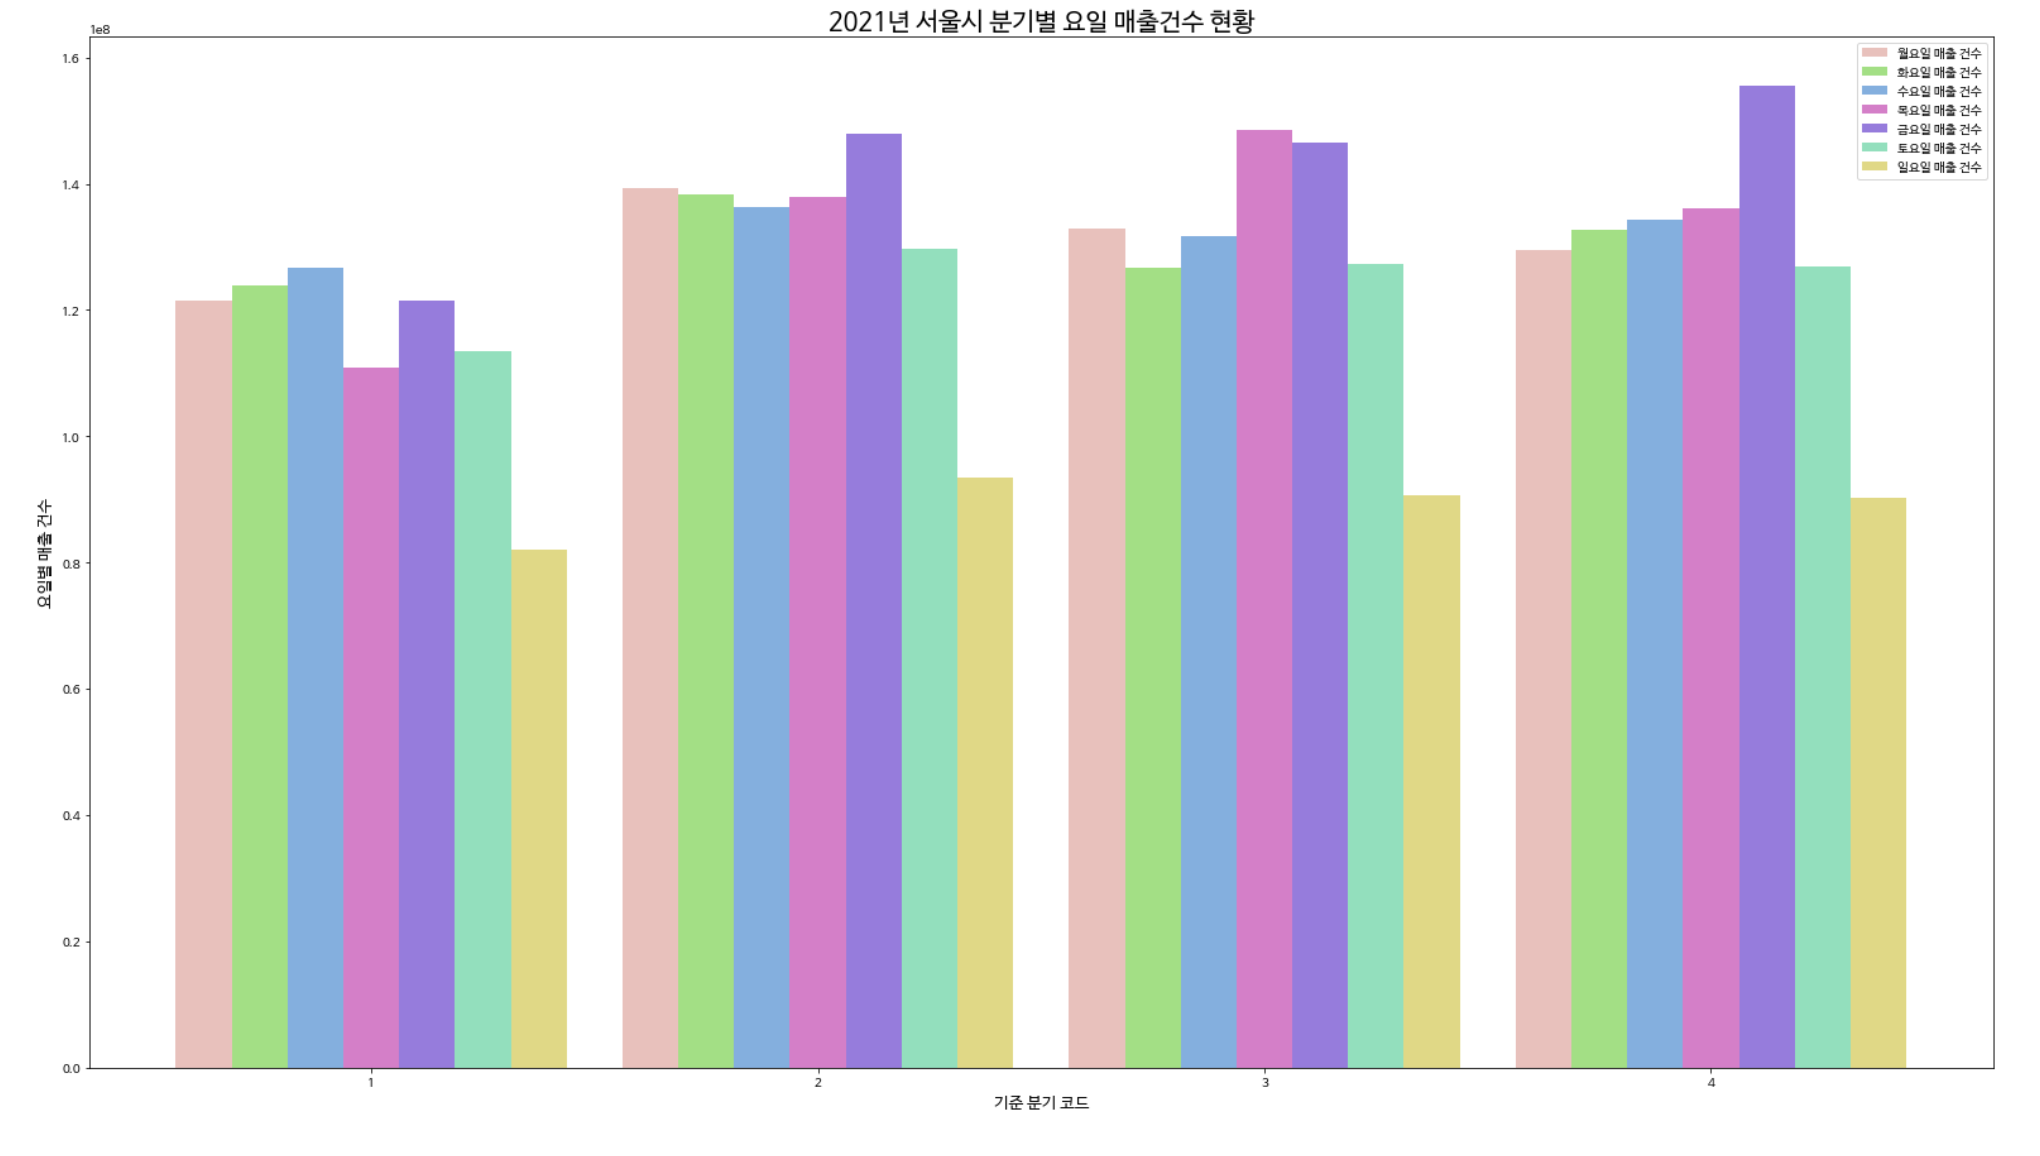 2021년 서울시 분기별 요일 매출건수 현황
1e8
1.6
1.4
1.2
1.0
0.8
0.6
0.4
0.2
0.0
요일별 매출 건수
월요일 매출 건수
화요일 매출 건수
수요일 매출 건수
목요일 매출 건수
금요일 매출 건수
토요일 매출 건수
일요일 매출 건수
1 2 3 4
기준 분기 코드